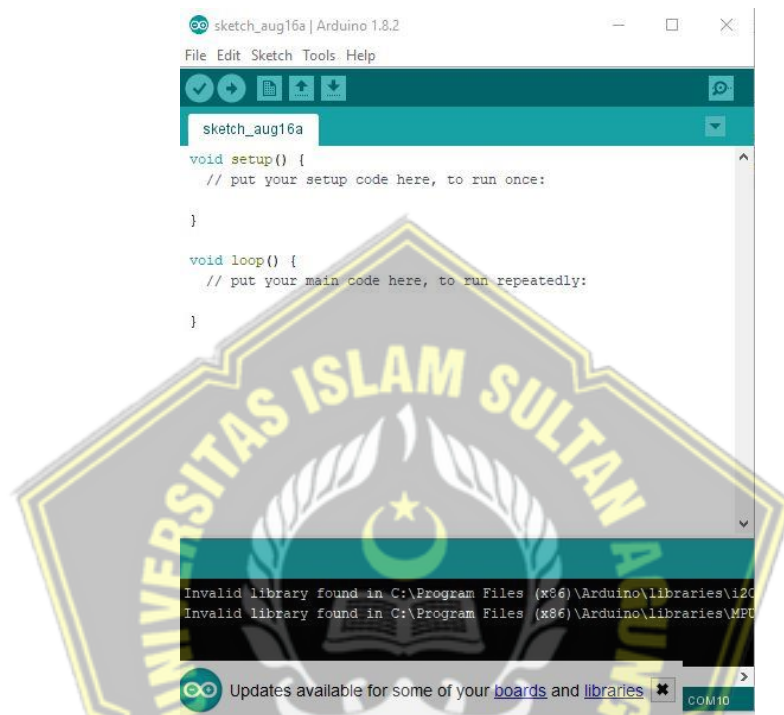 sketch_aug16a | Arduino 1.8.2
File Edit Sketch Tools Help
sketch_aug16a
void setup() {
// put your setup code here, to run once:
}
void loop() {
// put your main code here, to run repeatedly:
}
UNIVERSITAS ISLAM SULTAN AGUNG
Invalid library found in C:\Program Files (x86)\Arduino\libraries\i2c
Invalid library found in C:\Program Files (x86)\Arduino\libraries\MPU
Updates available for some of your boards and libraries
COM10